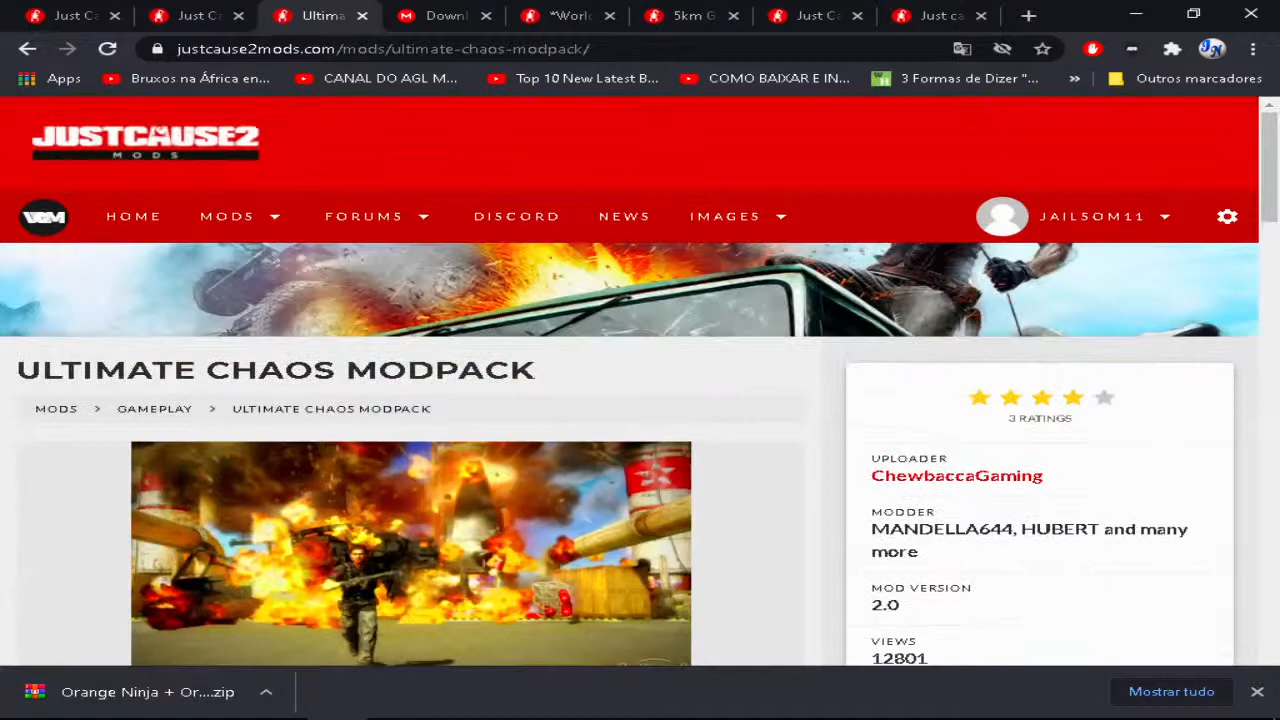 Just C
Just Ca
Ultima
Downl
*Worl
5km G
Just Ca
Just ca
justcause2mods.com/mods/ultimate-chaos-modpack/
Apps
Bruxos na África en...
CANAL DO AGL M...
Top 10 New Latest B...
COMO BAIXAR E IN...
3 Formas de Dizer "...
»
Outros marcadores
JUSTCAUSE2
MODS
VGM
HOME
MODS
FORUMS
DISCORD
NEWS
IMAGES
JAILSOM11
ULTIMATE CHAOS MODPACK
MODS > GAMEPLAY > ULTIMATE CHAOS MODPACK
3 RATINGS
UPLOADER
ChewbaccaGaming
MODDER
MANDELLA644, HUBERT and many
more
MOD VERSION
2.0
VIEWS
12801
Orange Ninja + Or....zip
Mostrar tudo